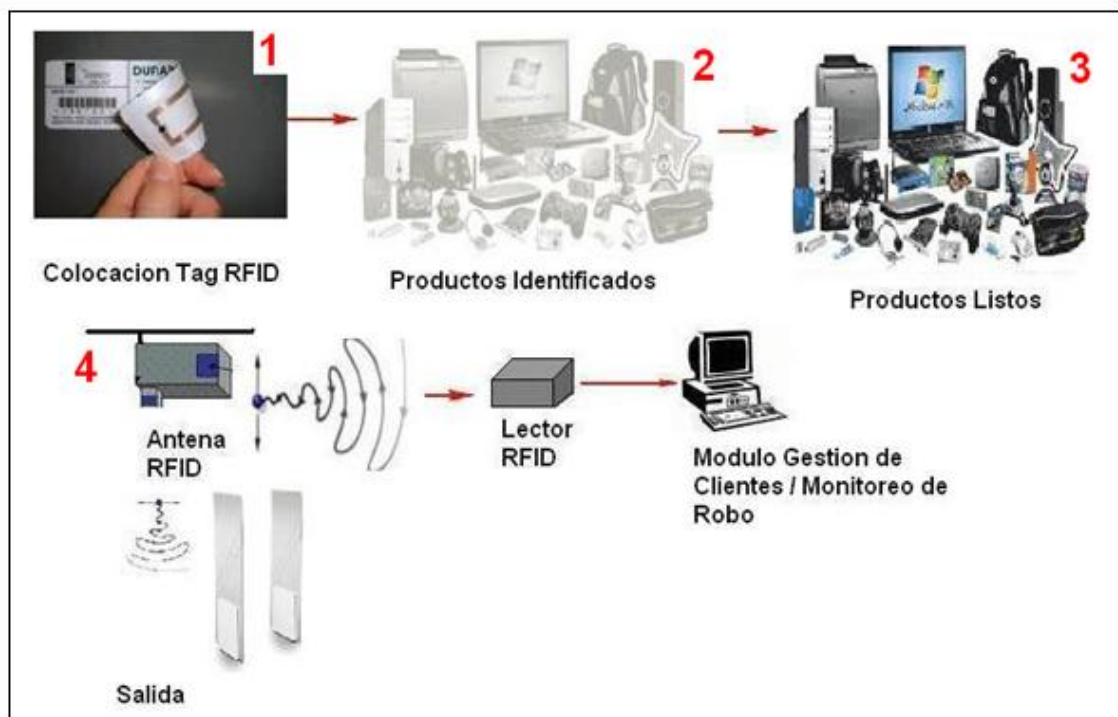 1
DURA
2
3
Colocacion Tag RFID
Productos Identificados
Productos Listos
4
Antena
RFID
Lector
RFID
Modulo Gestion de
Clientes / Monitoreo de
Robo
Salida